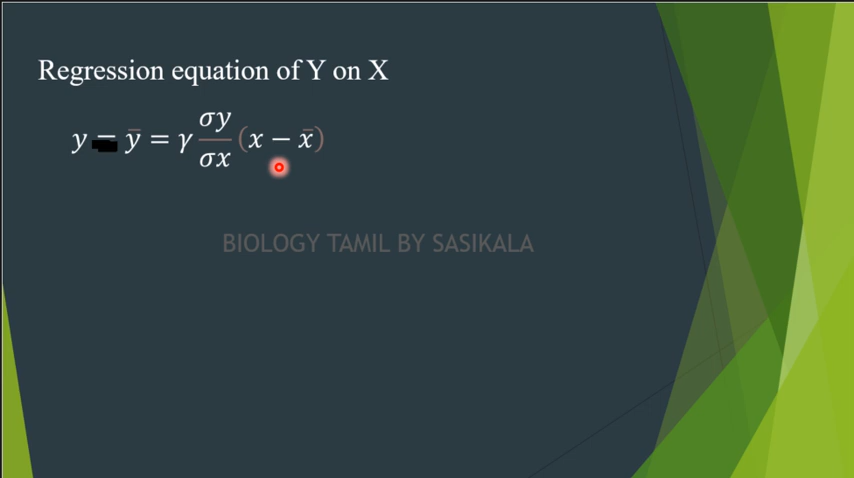 Regression equation of Y on X
y − ȳ = γ σy/σx (x − x̄)
BIOLOGY TAMIL BY SASIKALA